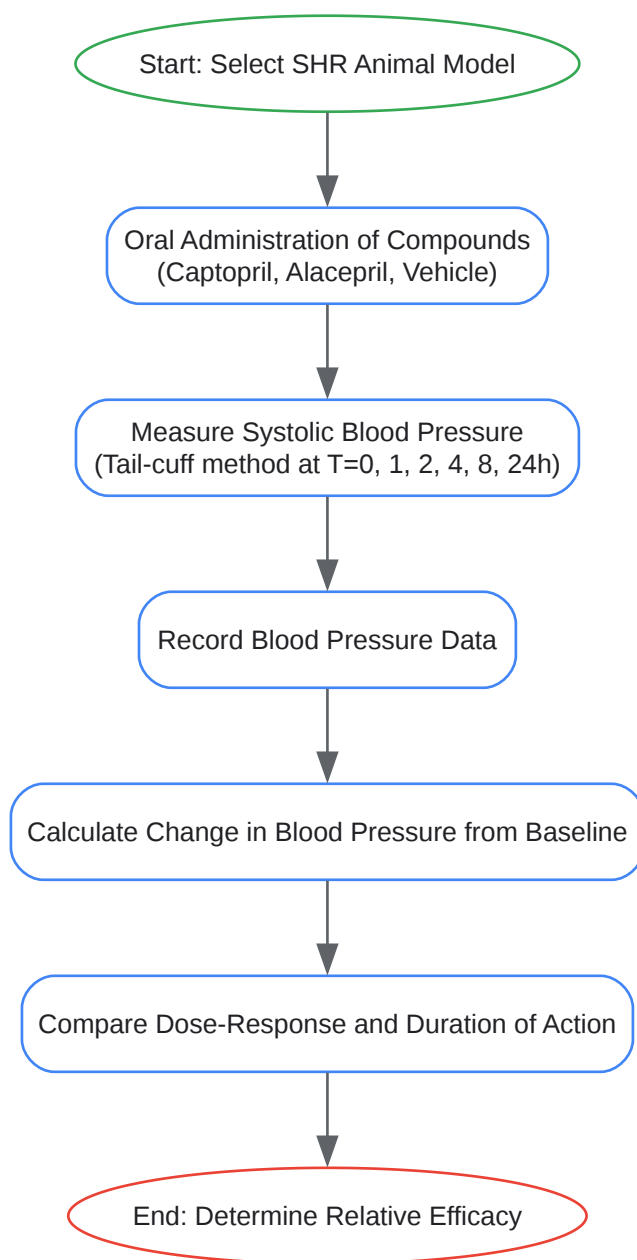 Start: Select SHR Animal Model
Oral Administration of Compounds
(Captopril, Alacepril, Vehicle)
Measure Systolic Blood Pressure
(Tail-cuff method at T=0, 1, 2, 4, 8, 24h)
Record Blood Pressure Data
Calculate Change in Blood Pressure from Baseline
Compare Dose-Response and Duration of Action
End: Determine Relative Efficacy